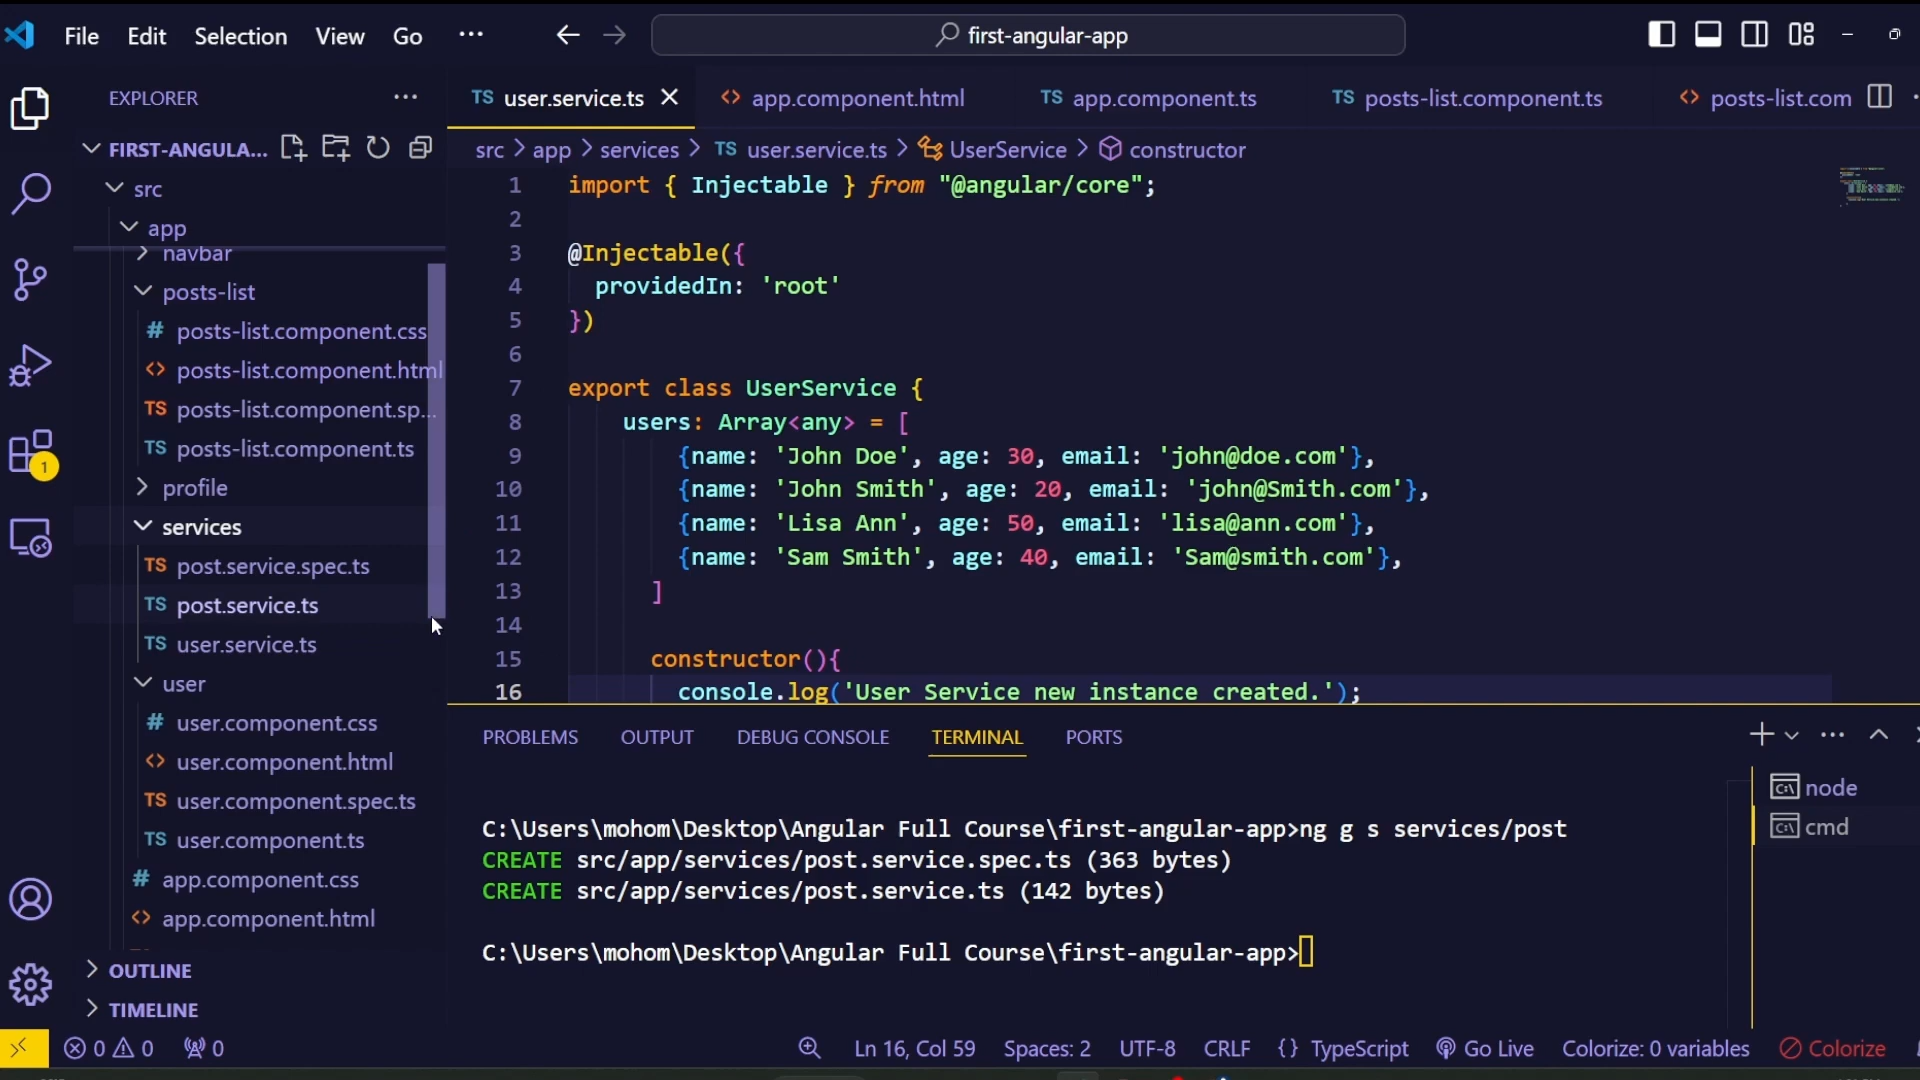 File Edit Selection View Go ··· first-angular-app
EXPLORER ···
FIRST-ANGULA...
src
app
navbar
posts-list
# posts-list.component.css
<> posts-list.component.html
TS posts-list.component.sp...
TS posts-list.component.ts
profile
services
TS post.service.spec.ts
TS post.service.ts
TS user.service.ts
user
# user.component.css
<> user.component.html
TS user.component.spec.ts
TS user.component.ts
# app.component.css
<> app.component.html
OUTLINE
TIMELINE
1
TS user.service.ts <> app.component.html TS app.component.ts TS posts-list.component.ts <> posts-list.com
src > app > services > TS user.service.ts > UserService > constructor
1 import { Injectable } from "@angular/core";
2
3 @Injectable({
4 providedIn: 'root'
5 })
6
7 export class UserService {
8 users: Array<any> = [
9 {name: 'John Doe', age: 30, email: 'john@doe.com'},
10 {name: 'John Smith', age: 20, email: 'john@Smith.com'},
11 {name: 'Lisa Ann', age: 50, email: 'lisa@ann.com'},
12 {name: 'Sam Smith', age: 40, email: 'Sam@smith.com'},
13 ]
14
15 constructor(){
16 console.log('User Service new instance created.');
PROBLEMS OUTPUT DEBUG CONSOLE TERMINAL PORTS
C:\Users\mohom\Desktop\Angular Full Course\first-angular-app>ng g s services/post
CREATE src/app/services/post.service.spec.ts (363 bytes)
CREATE src/app/services/post.service.ts (142 bytes)
C:\Users\mohom\Desktop\Angular Full Course\first-angular-app>
node
cmd
0 0 0 Ln 16, Col 59 Spaces: 2 UTF-8 CRLF {} TypeScript Go Live Colorize: 0 variables Colorize